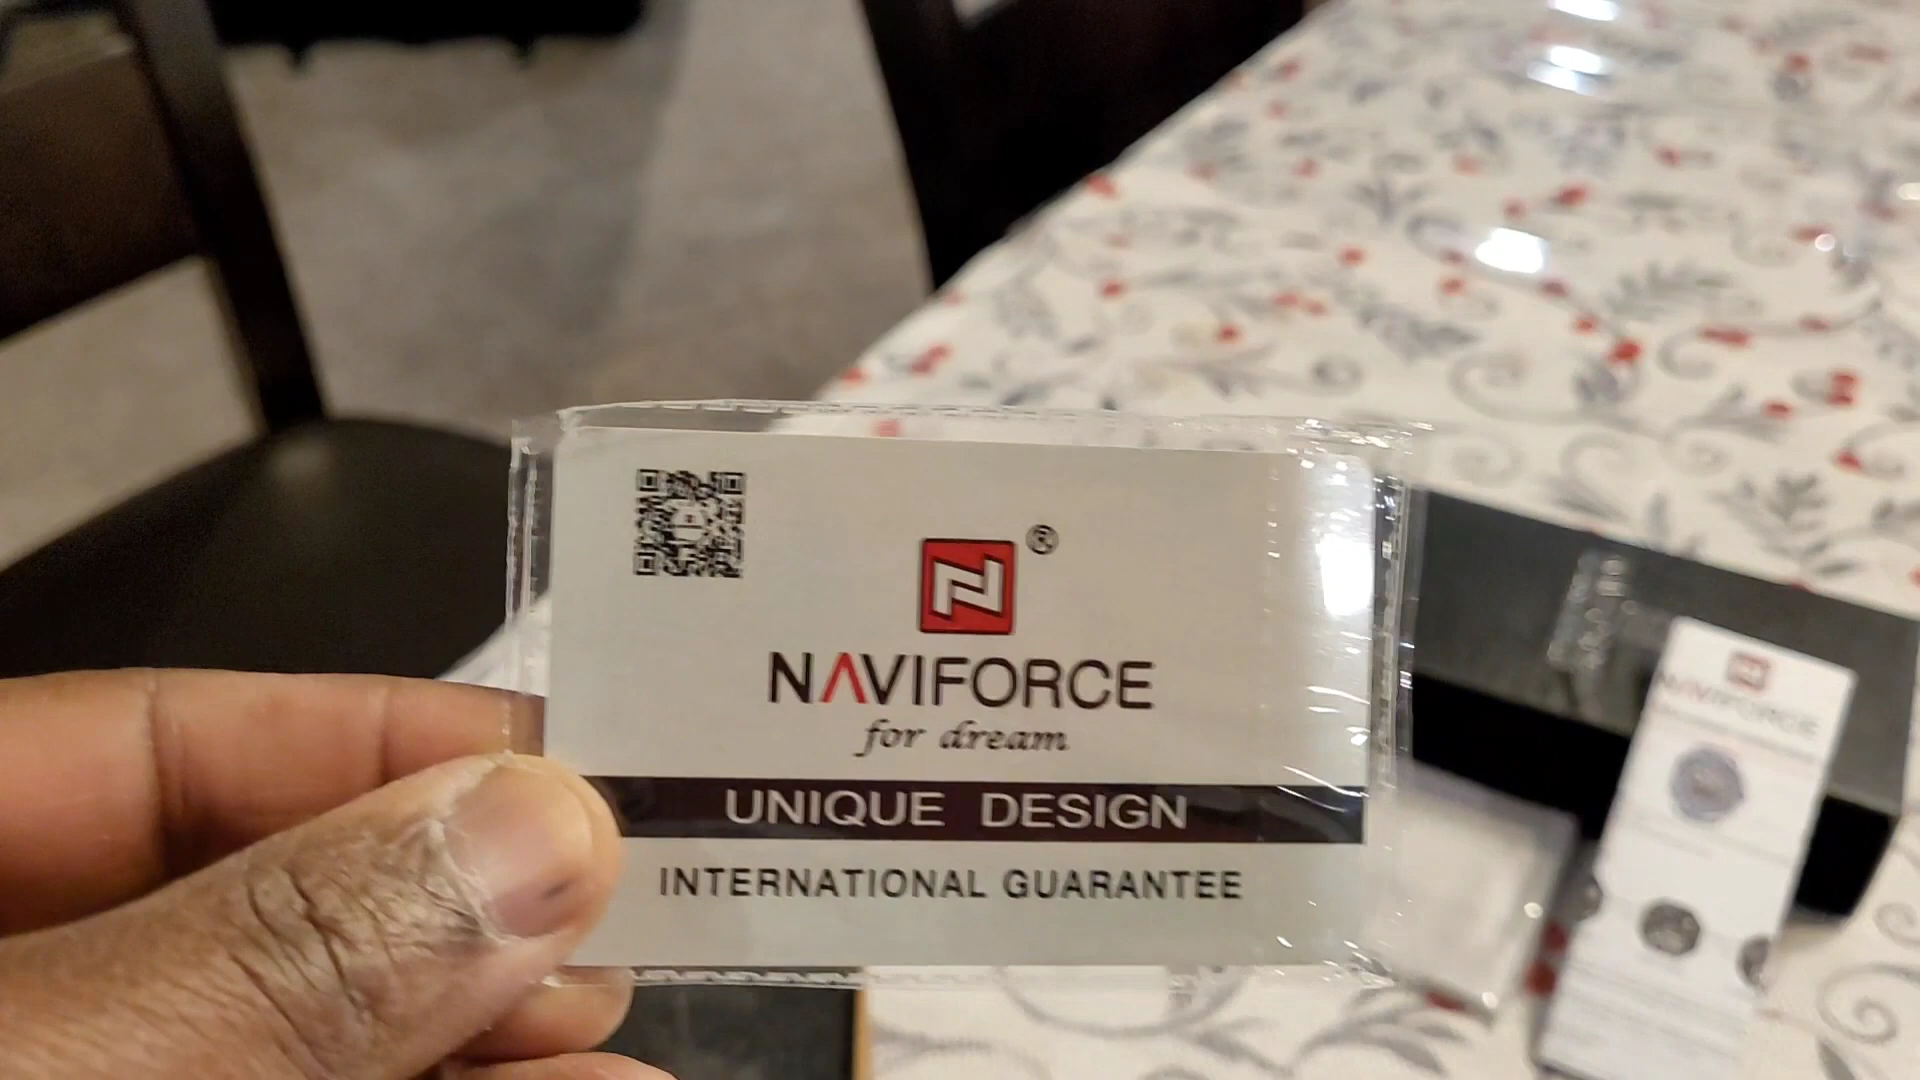 ®
NAVIFORCE
for dream
UNIQUE DESIGN
INTERNATIONAL GUARANTEE
NAVIFORCE